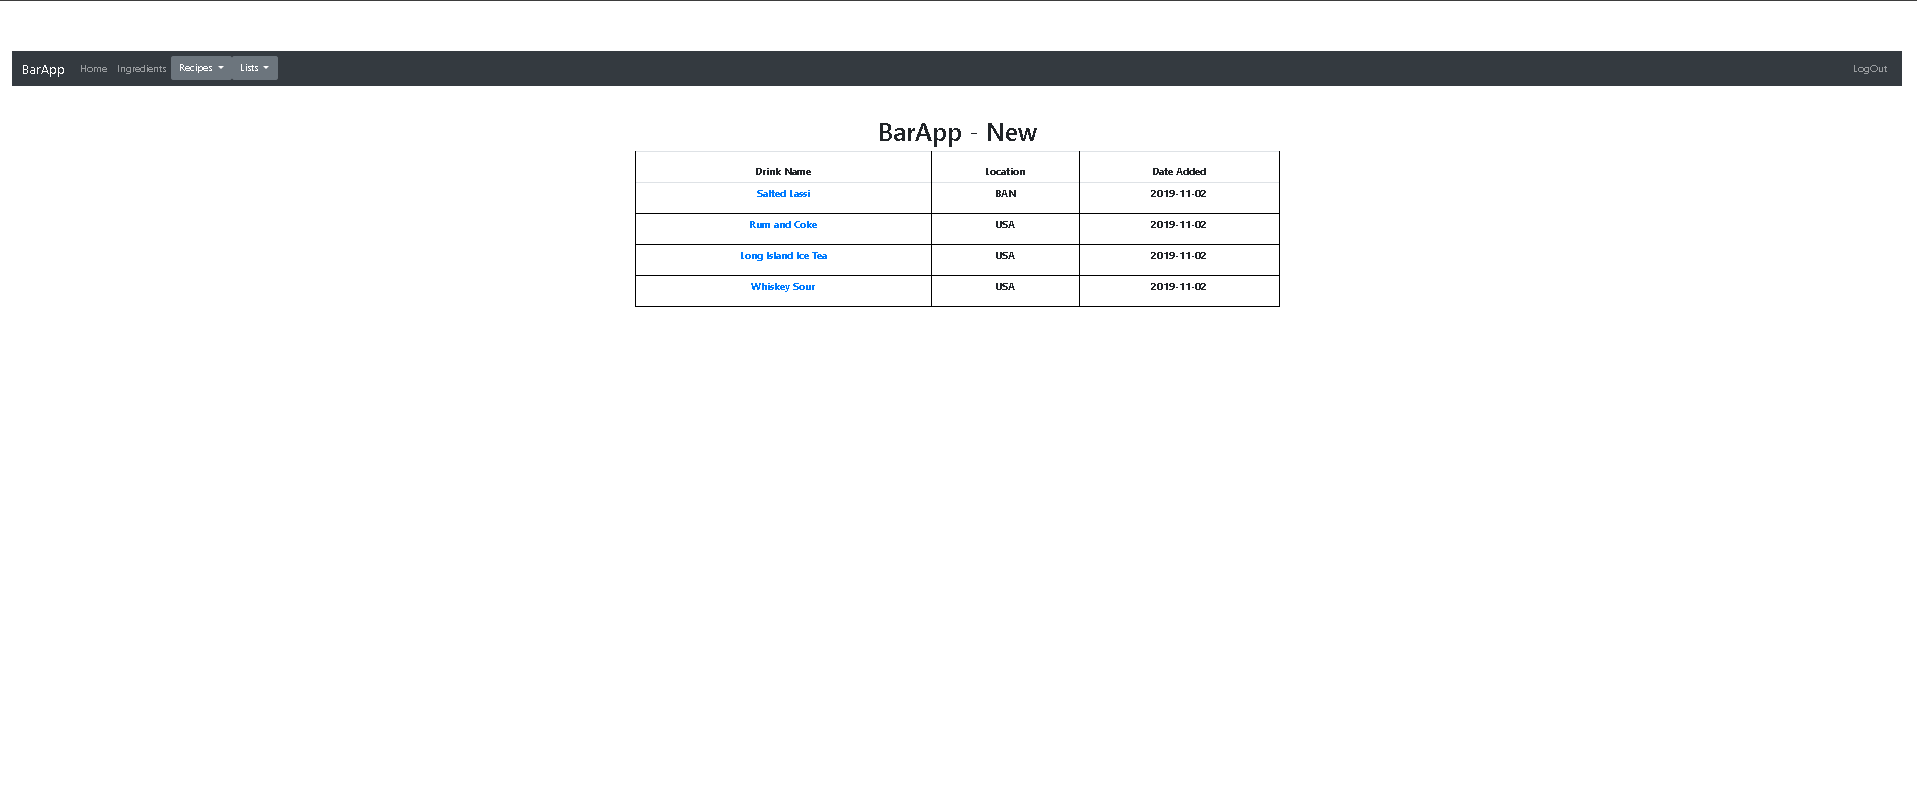 BarApp Home Ingredients Recipes Lists LogOut
BarApp - New
Drink Name Location Date Added
Salted Lassi BAN 2019-11-02
Rum and Coke USA 2019-11-02
Long Island Ice Tea USA 2019-11-02
Whiskey Sour USA 2019-11-02